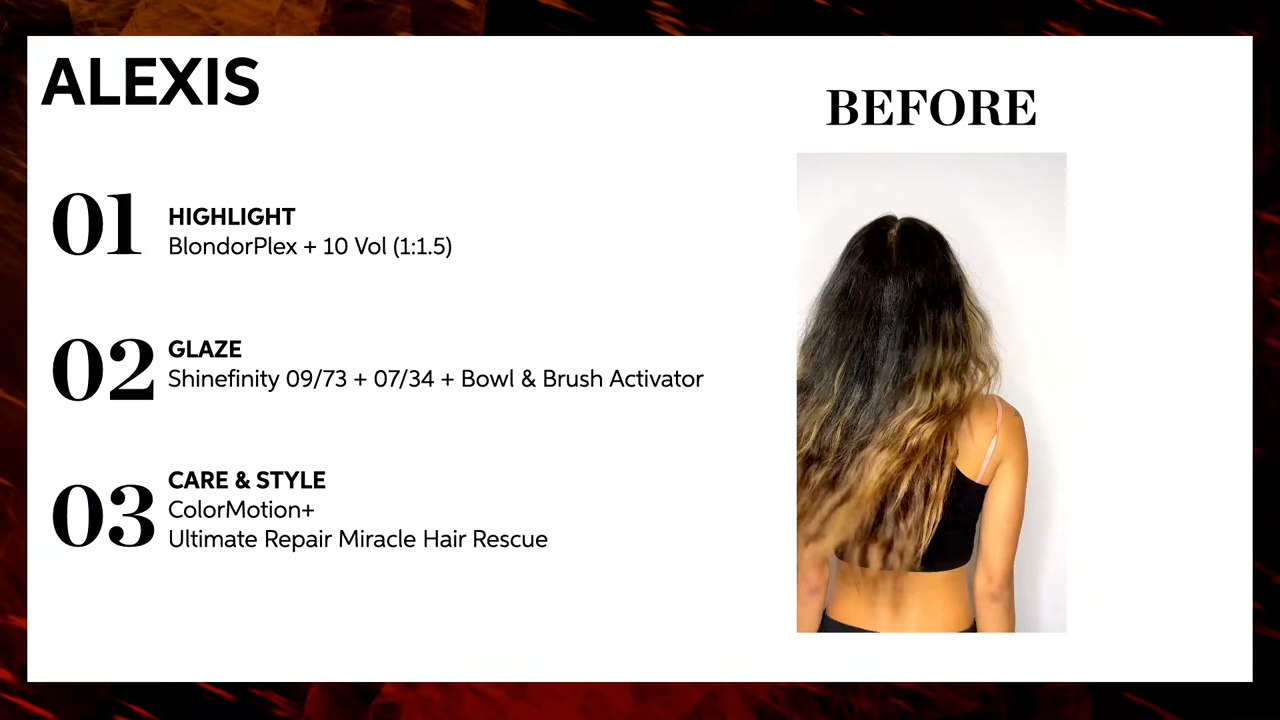 ALEXIS
BEFORE
01
HIGHLIGHT
BlondorPlex + 10 Vol (1:1.5)
02
GLAZE
Shinefinity 09/73 + 07/34 + Bowl & Brush Activator
03
CARE & STYLE
ColorMotion+
Ultimate Repair Miracle Hair Rescue